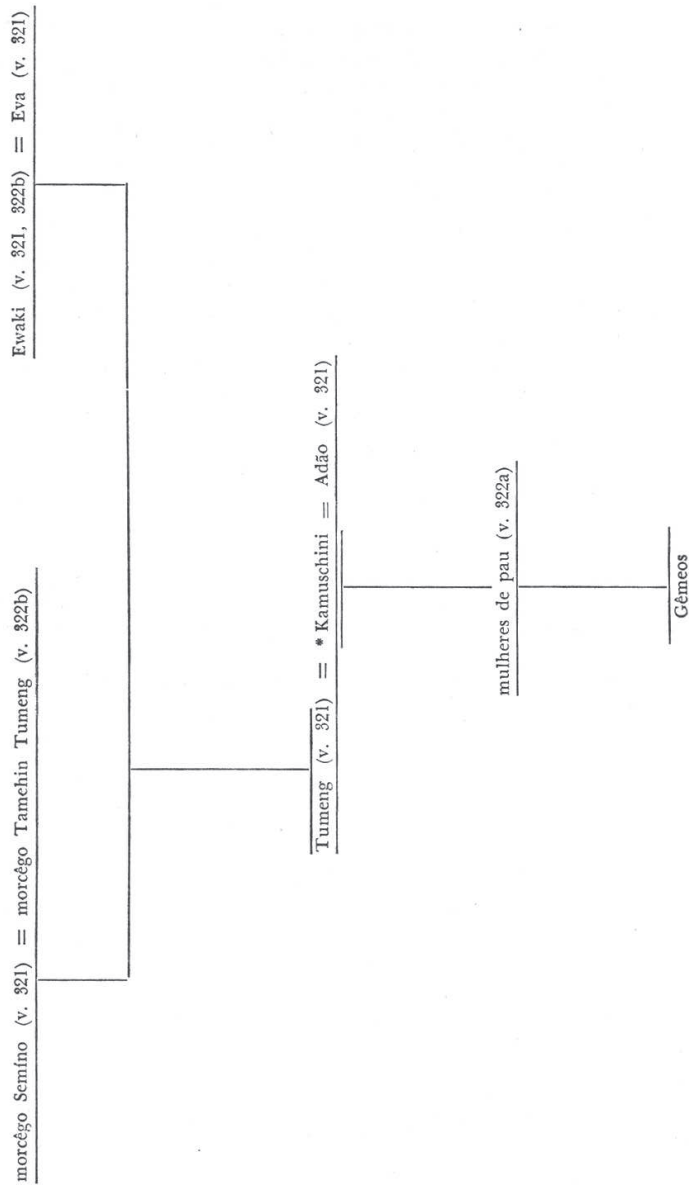 morcêgo Semíno (v. 321) = morcêgo Tamehin Tumeng (v. 322b)
Ewaki (v. 321, 322b) = Eva (v. 321)
Tumeng (v. 321) = * Kamuschini = Adão (v. 321)
mulheres de pau (v. 322a)
Gêmeos